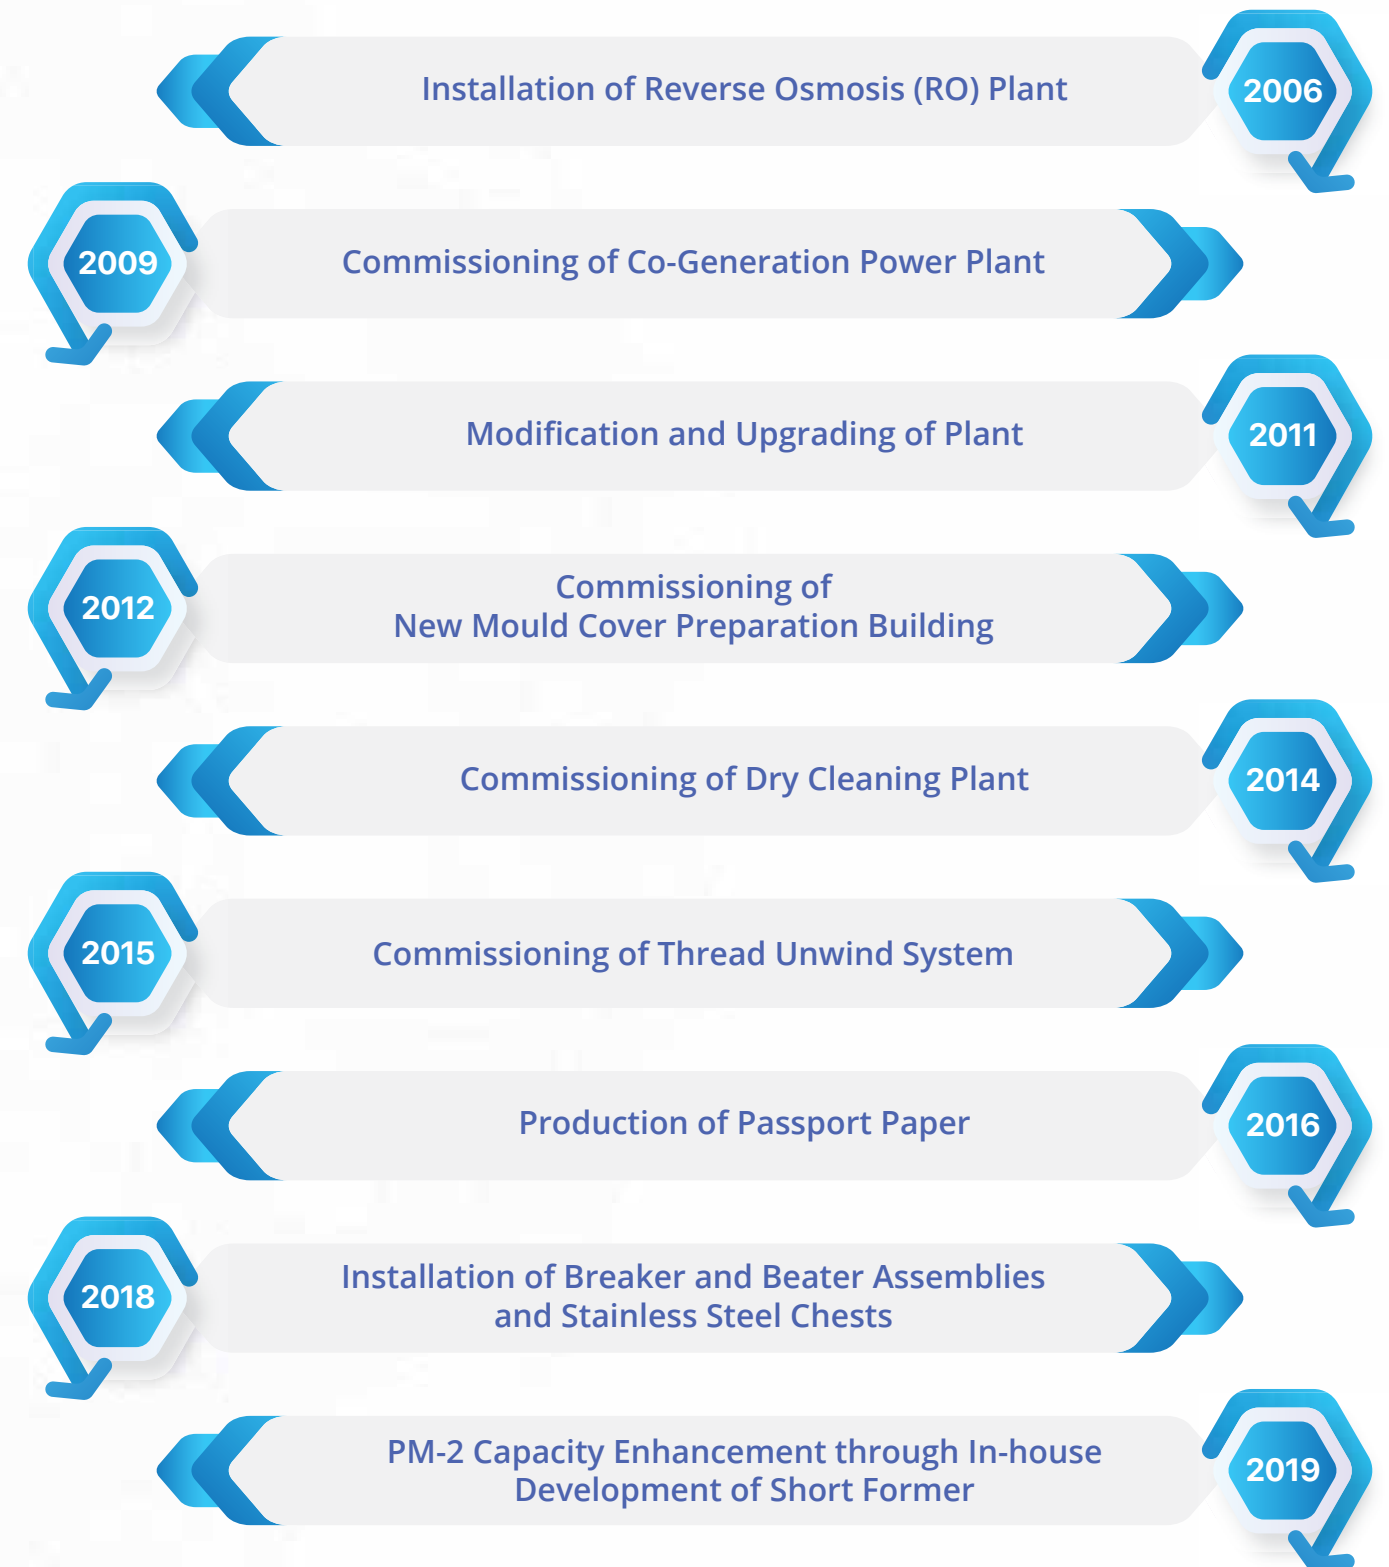 Installation of Reverse Osmosis (RO) Plant
2006
2009
Commissioning of Co-Generation Power Plant
Modification and Upgrading of Plant
2011
2012
Commissioning of
New Mould Cover Preparation Building
Commissioning of Dry Cleaning Plant
2014
2015
Commissioning of Thread Unwind System
Production of Passport Paper
2016
2018
Installation of Breaker and Beater Assemblies
and Stainless Steel Chests
PM-2 Capacity Enhancement through In-house
Development of Short Former
2019